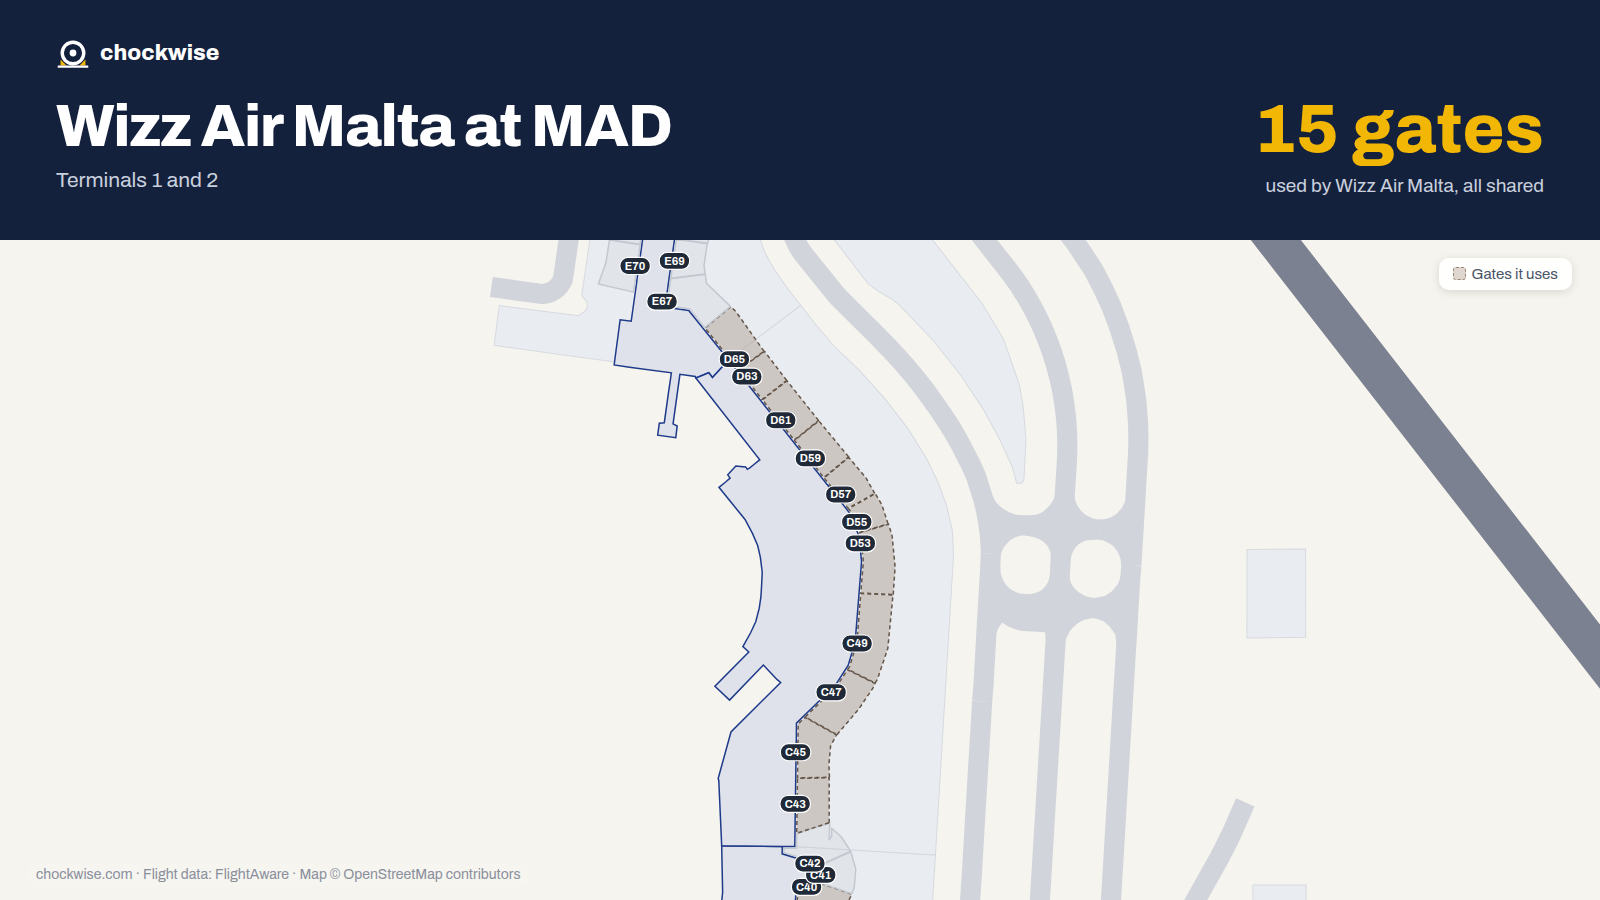 chockwise
Wizz Air Malta at MAD
Terminals 1 and 2
15 gates
used by Wizz Air Malta, all shared
Gates it uses
E70
E69
E67
D65
D63
D61
D59
D57
D55
D53
C49
C47
C45
C43
C42
C41
C40
chockwise.com · Flight data: FlightAware · Map © OpenStreetMap contributors